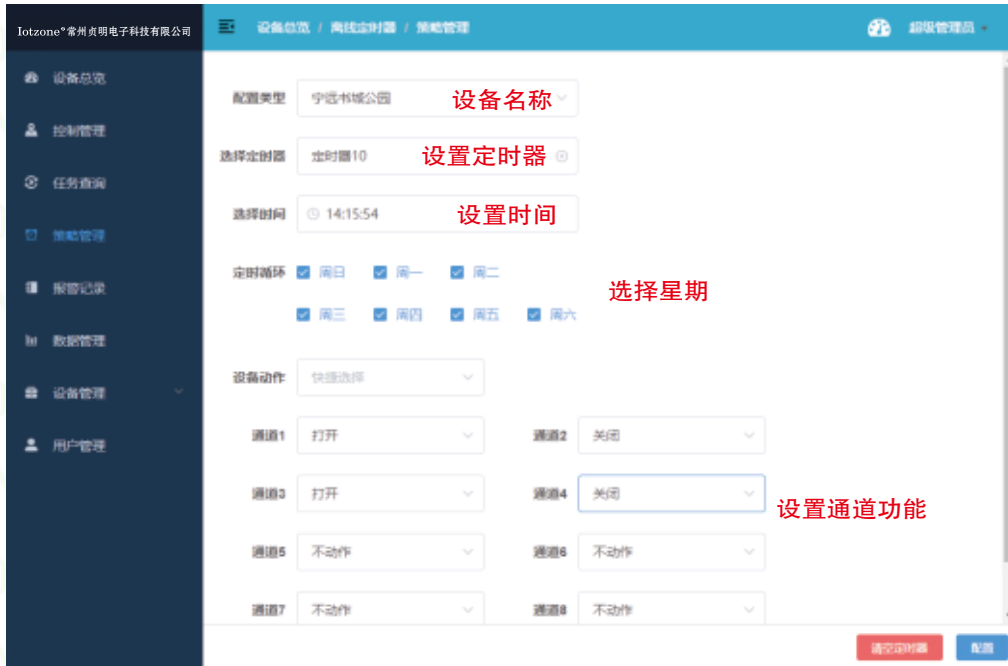 Iotzone®常州贞明电子科技有限公司
设备总览 / 离线定时器 / 策略管理
超级管理员
设备总览
控制管理
任务查询
策略管理
报警记录
数据管理
设备管理
用户管理
配置类型 宁远书城公园 设备名称
选择定时器 定时器10 设置定时器
选择时间 14:15:54 设置时间
定时循环 周日 周一 周二
选择星期
周三 周四 周五 周六
设备动作 快捷选择
通道1 打开 通道2 关闭
通道3 打开 通道4 关闭
设置通道功能
通道5 不动作 通道6 不动作
通道7 不动作 通道8 不动作
清空定时器 配置